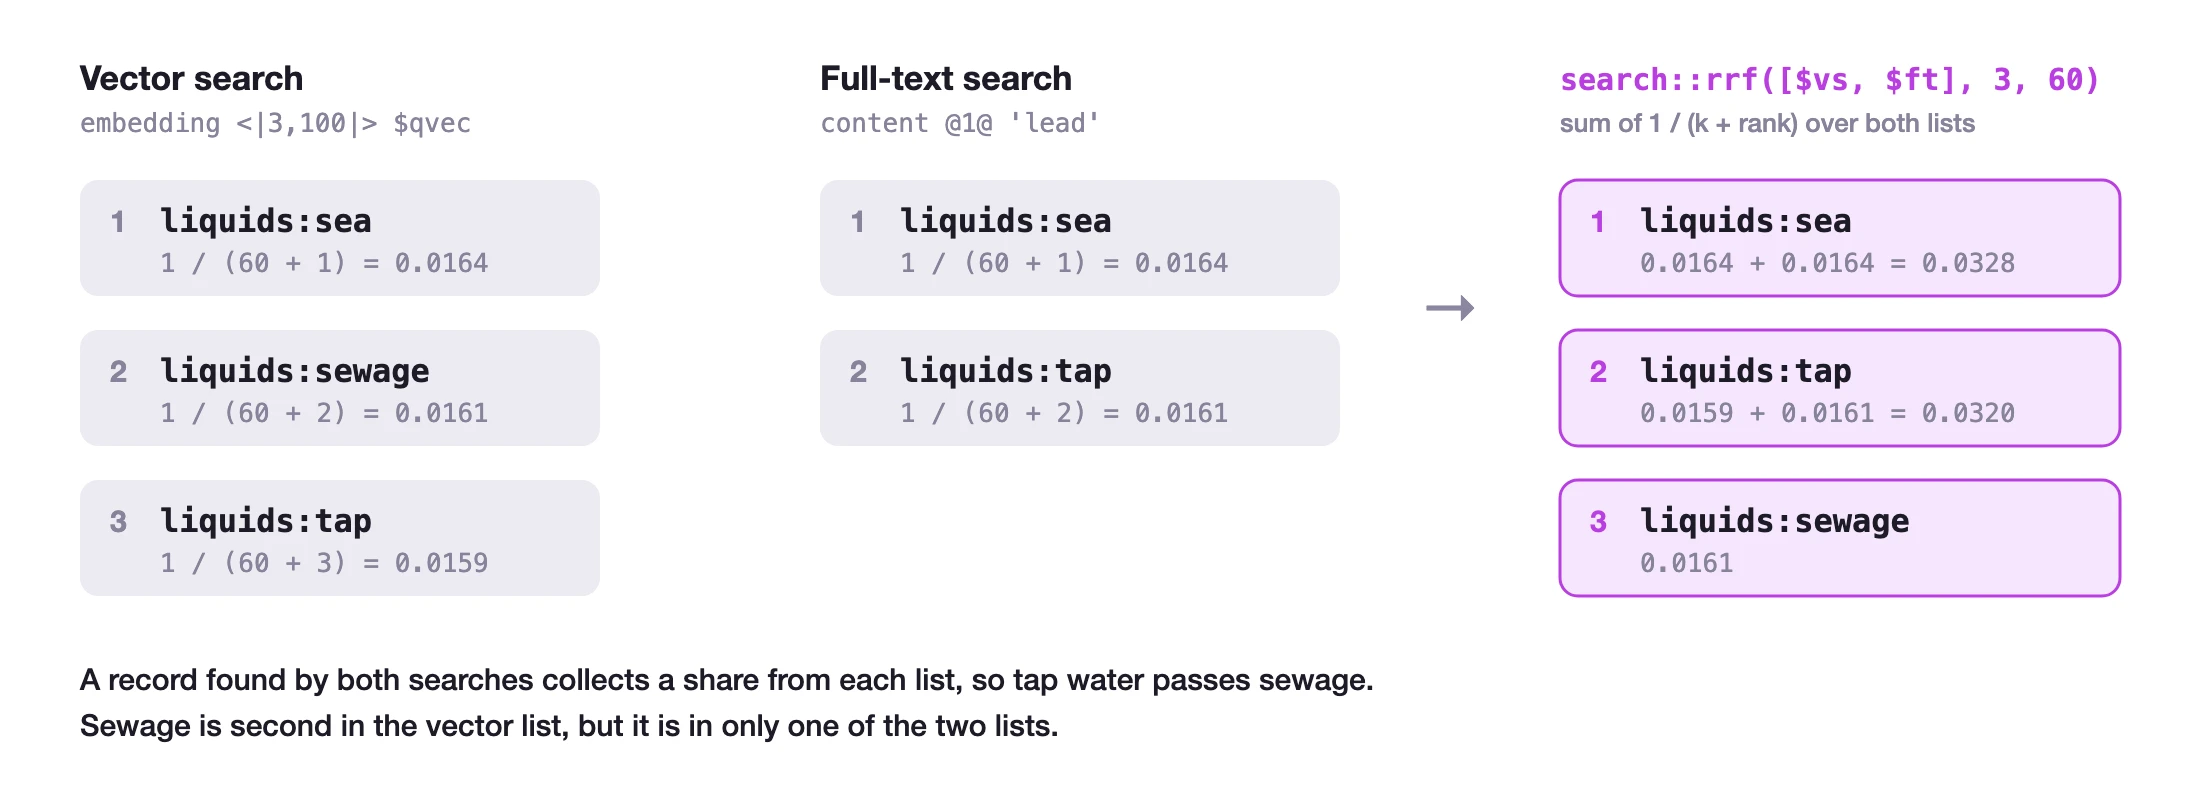 Vector search
embedding <|3,100|> $qvec
1 liquids:sea
1 / (60 + 1) = 0.0164
2 liquids:sewage
1 / (60 + 2) = 0.0161
3 liquids:tap
1 / (60 + 3) = 0.0159
Full-text search
content @1@ 'lead'
1 liquids:sea
1 / (60 + 1) = 0.0164
2 liquids:tap
1 / (60 + 2) = 0.0161
→
search::rrf([$vs, $ft], 3, 60)
sum of 1 / (k + rank) over both lists
1 liquids:sea
0.0164 + 0.0164 = 0.0328
2 liquids:tap
0.0159 + 0.0161 = 0.0320
3 liquids:sewage
0.0161
A record found by both searches collects a share from each list, so tap water passes sewage.
Sewage is second in the vector list, but it is in only one of the two lists.